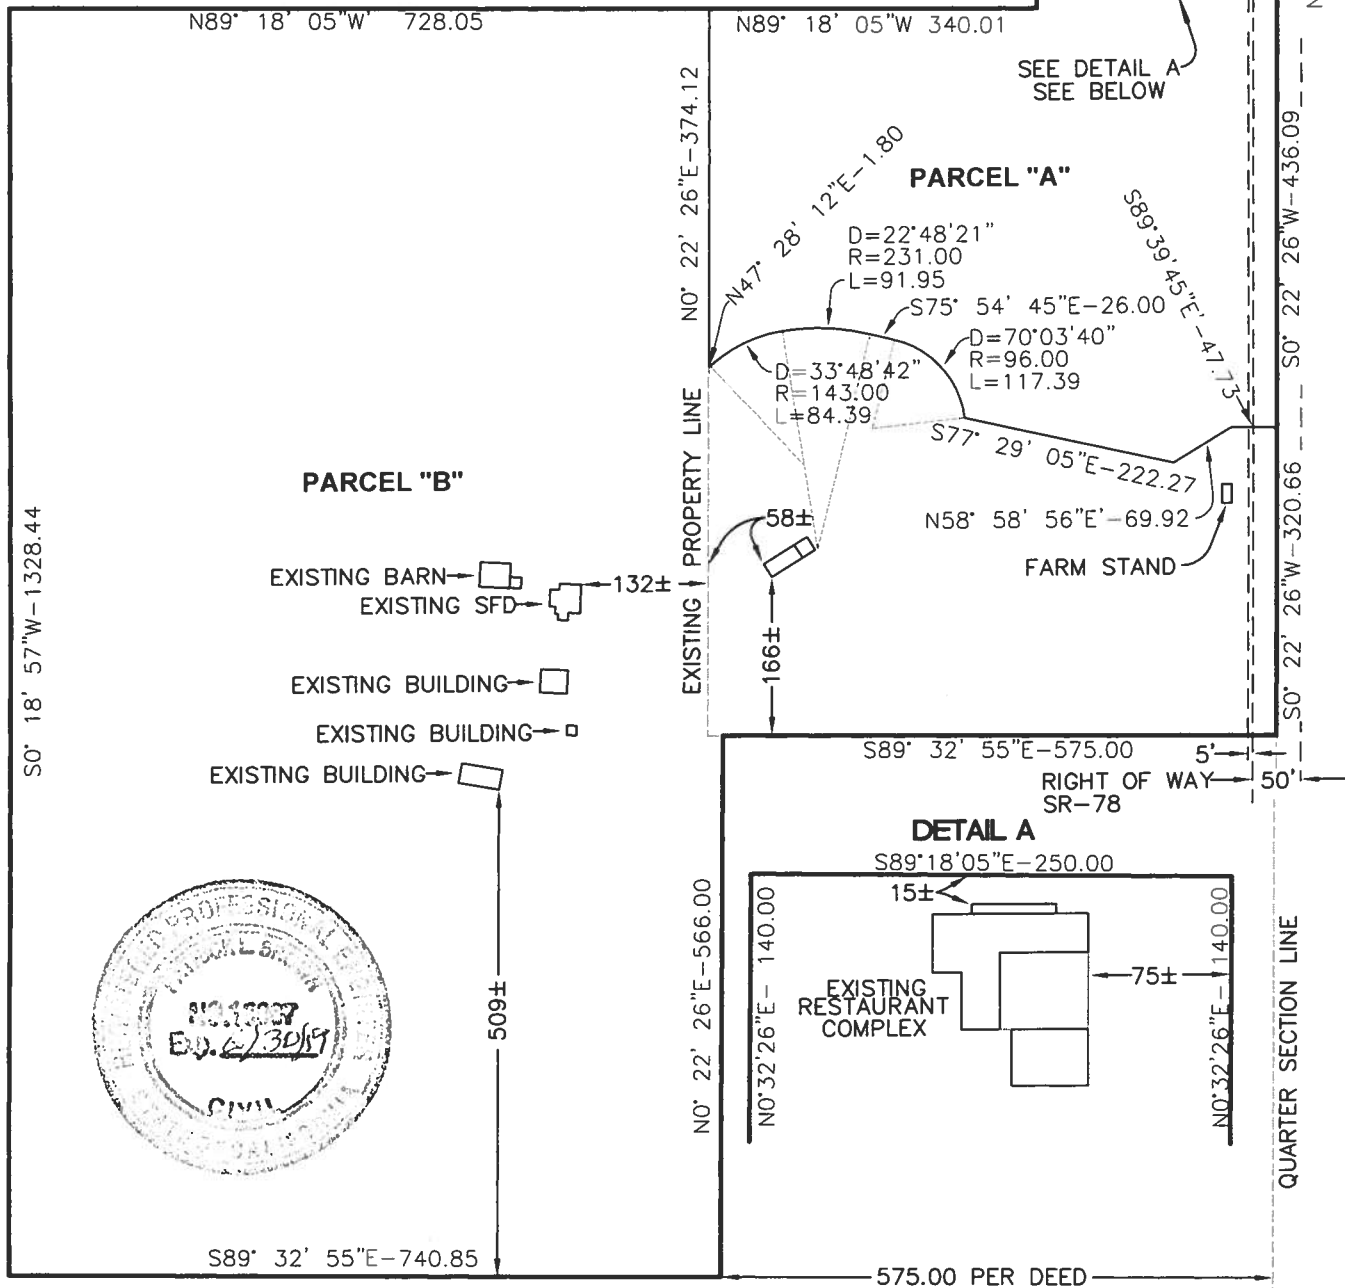 N89° 18' 05"W' 728.05
N89° 18' 05"W 340.01
N
SEE DETAIL A
SEE BELOW
N0° 22' 26"E-374.12
S0° 22' 26"W-436.09
N47° 28' 12"E-1.80
PARCEL "A"
D=22°48'21"
R=231.00
L=91.95
S75° 54' 45"E-26.00
D=70°03'40"
R=96.00
L=117.39
S89°39'45"E'-47.73
D=33°48'42"
R=143.00
L=84.39
S77° 29' 05"E-222.27
N58° 58' 56"E'-69.92
FARM STAND
S0° 22' 26"W-320.66
EXISTING PROPERTY LINE
PARCEL "B"
S0° 18' 57"W-1328.44
58±
EXISTING BARN
EXISTING SFD
132±
166±
EXISTING BUILDING
EXISTING BUILDING
EXISTING BUILDING
S89° 32' 55"E-575.00
5'
RIGHT OF WAY
SR-78
50'
DETAIL A
S89°18'05"E-250.00
15±
N0° 22' 26"E-566.00
N0°32'26"E- 140.00
N0°32'26"E- 140.00
75±
EXISTING
RESTAURANT
COMPLEX
QUARTER SECTION LINE
509±
PROFESSIONAL
CIVIL
S89° 32' 55"E-740.85
575.00 PER DEED